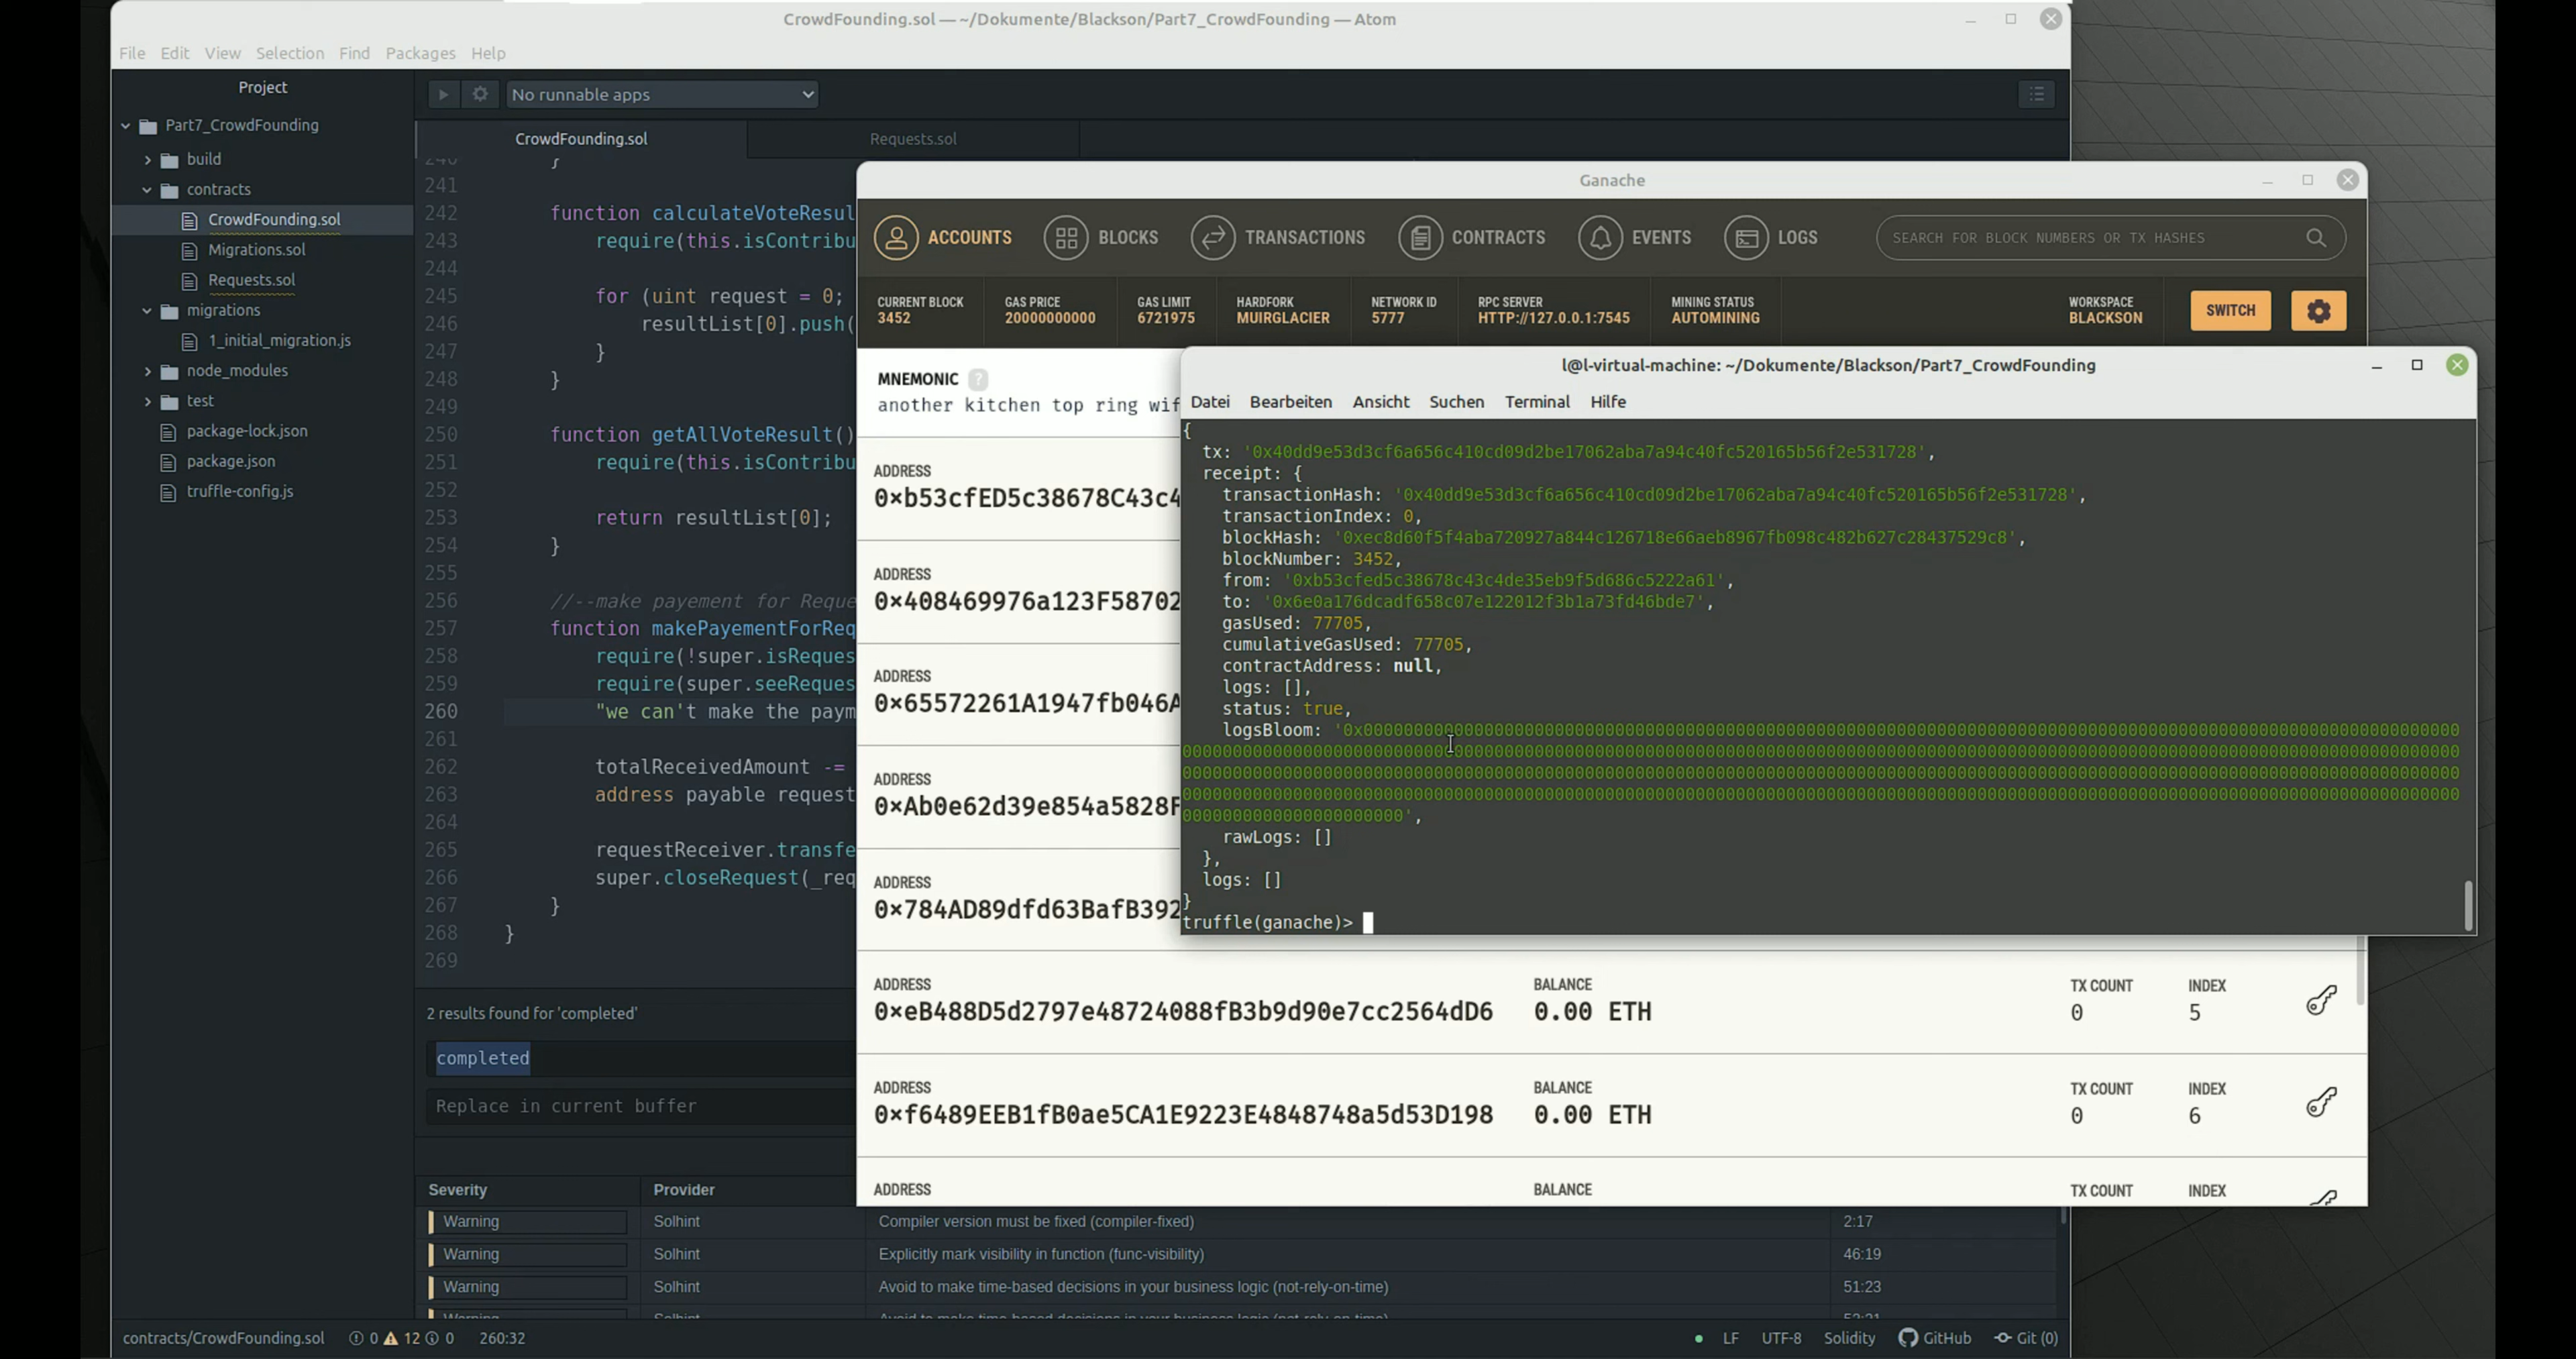 CrowdFounding.sol — ~/Dokumente/Blackson/Part7_CrowdFounding — Atom
File Edit View Selection Find Packages Help
Project
Part7_CrowdFounding
build
contracts
CrowdFounding.sol
Migrations.sol
Requests.sol
migrations
1_initial_migration.js
node_modules
test
package-lock.json
package.json
truffle-config.js
No runnable apps
CrowdFounding.sol
Requests.sol
240 }
241
242 function calculateVoteResul
243 require(this.isContribu
244
245 for (uint request = 0;
246 resultList[0].push(
247 }
248 }
249
250 function getAllVoteResult()
251 require(this.isContribu
252
253 return resultList[0];
254 }
255
256 //--make payement for Reque
257 function makePayementForReq
258 require(!super.isReques
259 require(super.seeReques
260 "we can't make the paym
261
262 totalReceivedAmount -=
263 address payable request
264
265 requestReceiver.transfe
266 super.closeRequest(_req
267 }
268 }
269
2 results found for 'completed'
completed
Replace in current buffer
Severity Provider
Warning Solhint Compiler version must be fixed (compiler-fixed) 2:17
Warning Solhint Explicitly mark visibility in function (func-visibility) 46:19
Warning Solhint Avoid to make time-based decisions in your business logic (not-rely-on-time) 51:23
contracts/CrowdFounding.sol 0 12 0 260:32
LF UTF-8 Solidity GitHub Git (0)
Ganache
ACCOUNTS BLOCKS TRANSACTIONS CONTRACTS EVENTS LOGS SEARCH FOR BLOCK NUMBERS OR TX HASHES
CURRENT BLOCK GAS PRICE GAS LIMIT HARDFORK NETWORK ID RPC SERVER MINING STATUS WORKSPACE
3452 20000000000 6721975 MUIRGLACIER 5777 HTTP://127.0.0.1:7545 AUTOMINING BLACKSON SWITCH
MNEMONIC ?
another kitchen top ring wif
ADDRESS
0xb53cfED5c38678C43c4
ADDRESS
0x408469976a123F58702
ADDRESS
0x65572261A1947fb046A
ADDRESS
0xAb0e62d39e854a5828F
ADDRESS
0x784AD89dfd63BafB392
ADDRESS BALANCE TX COUNT INDEX
0xeB488D5d2797e48724088fB3b9d90e7cc2564dD6 0.00 ETH 0 5
ADDRESS BALANCE TX COUNT INDEX
0xf6489EEB1fB0ae5CA1E9223E4848748a5d53D198 0.00 ETH 0 6
ADDRESS BALANCE TX COUNT INDEX
l@l-virtual-machine: ~/Dokumente/Blackson/Part7_CrowdFounding
Datei Bearbeiten Ansicht Suchen Terminal Hilfe
{
tx: '0x40dd9e53d3cf6a656c410cd09d2be17062aba7a94c40fc520165b56f2e531728',
receipt: {
transactionHash: '0x40dd9e53d3cf6a656c410cd09d2be17062aba7a94c40fc520165b56f2e531728',
transactionIndex: 0,
blockHash: '0xec8d60f5f4aba720927a844c126718e66aeb8967fb098c482b627c28437529c8',
blockNumber: 3452,
from: '0xb53cfed5c38678c43c4de35eb9f5d686c5222a61',
to: '0x6e0a176dcadf658c07e122012f3b1a73fd46bde7',
gasUsed: 77705,
cumulativeGasUsed: 77705,
contractAddress: null,
logs: [],
status: true,
logsBloom:
rawLogs: []
},
logs: []
}
truffle(ganache)>